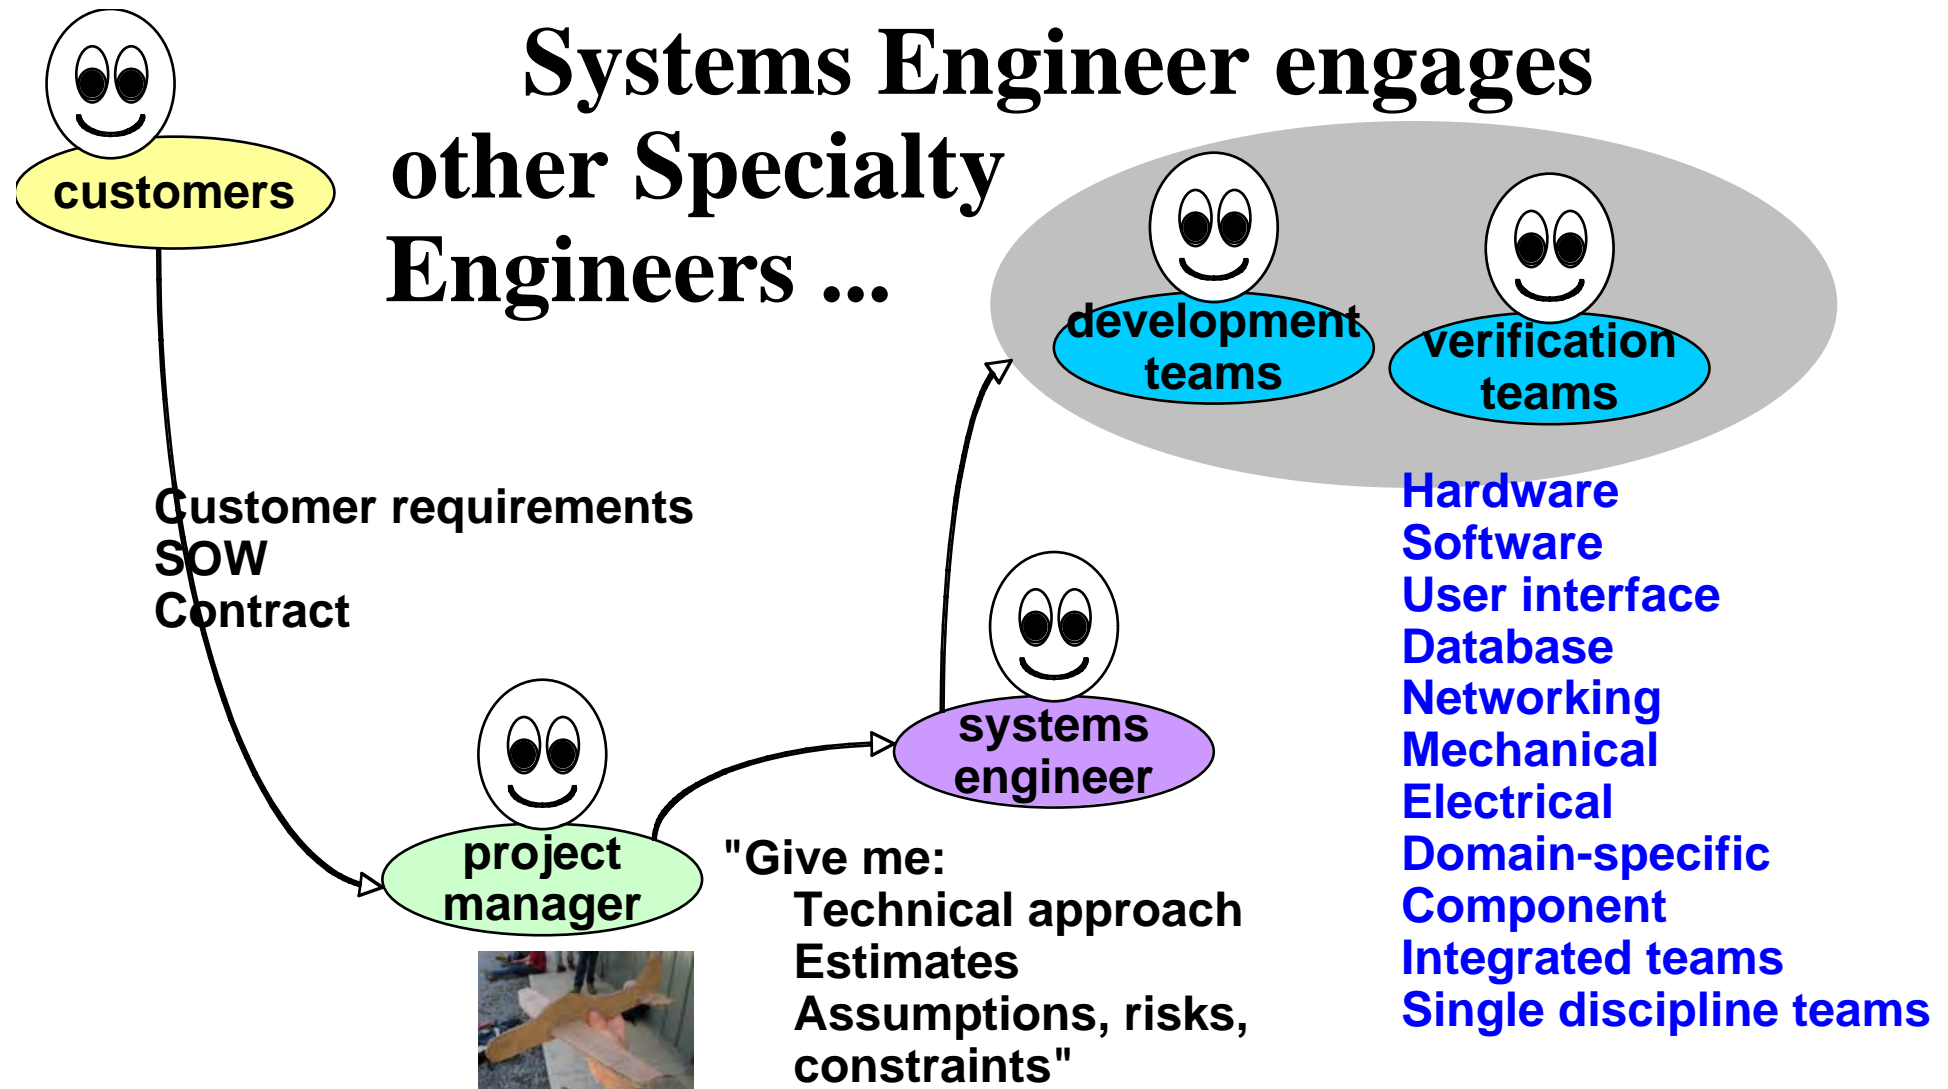 Systems Engineer engages
other Specialty
Engineers ...
customers
development
teams
verification
teams
Customer requirements
SOW
Contract
systems
engineer
project
manager
"Give me:
Technical approach
Estimates
Assumptions, risks,
constraints"
Hardware
Software
User interface
Database
Networking
Mechanical
Electrical
Domain-specific
Component
Integrated teams
Single discipline teams